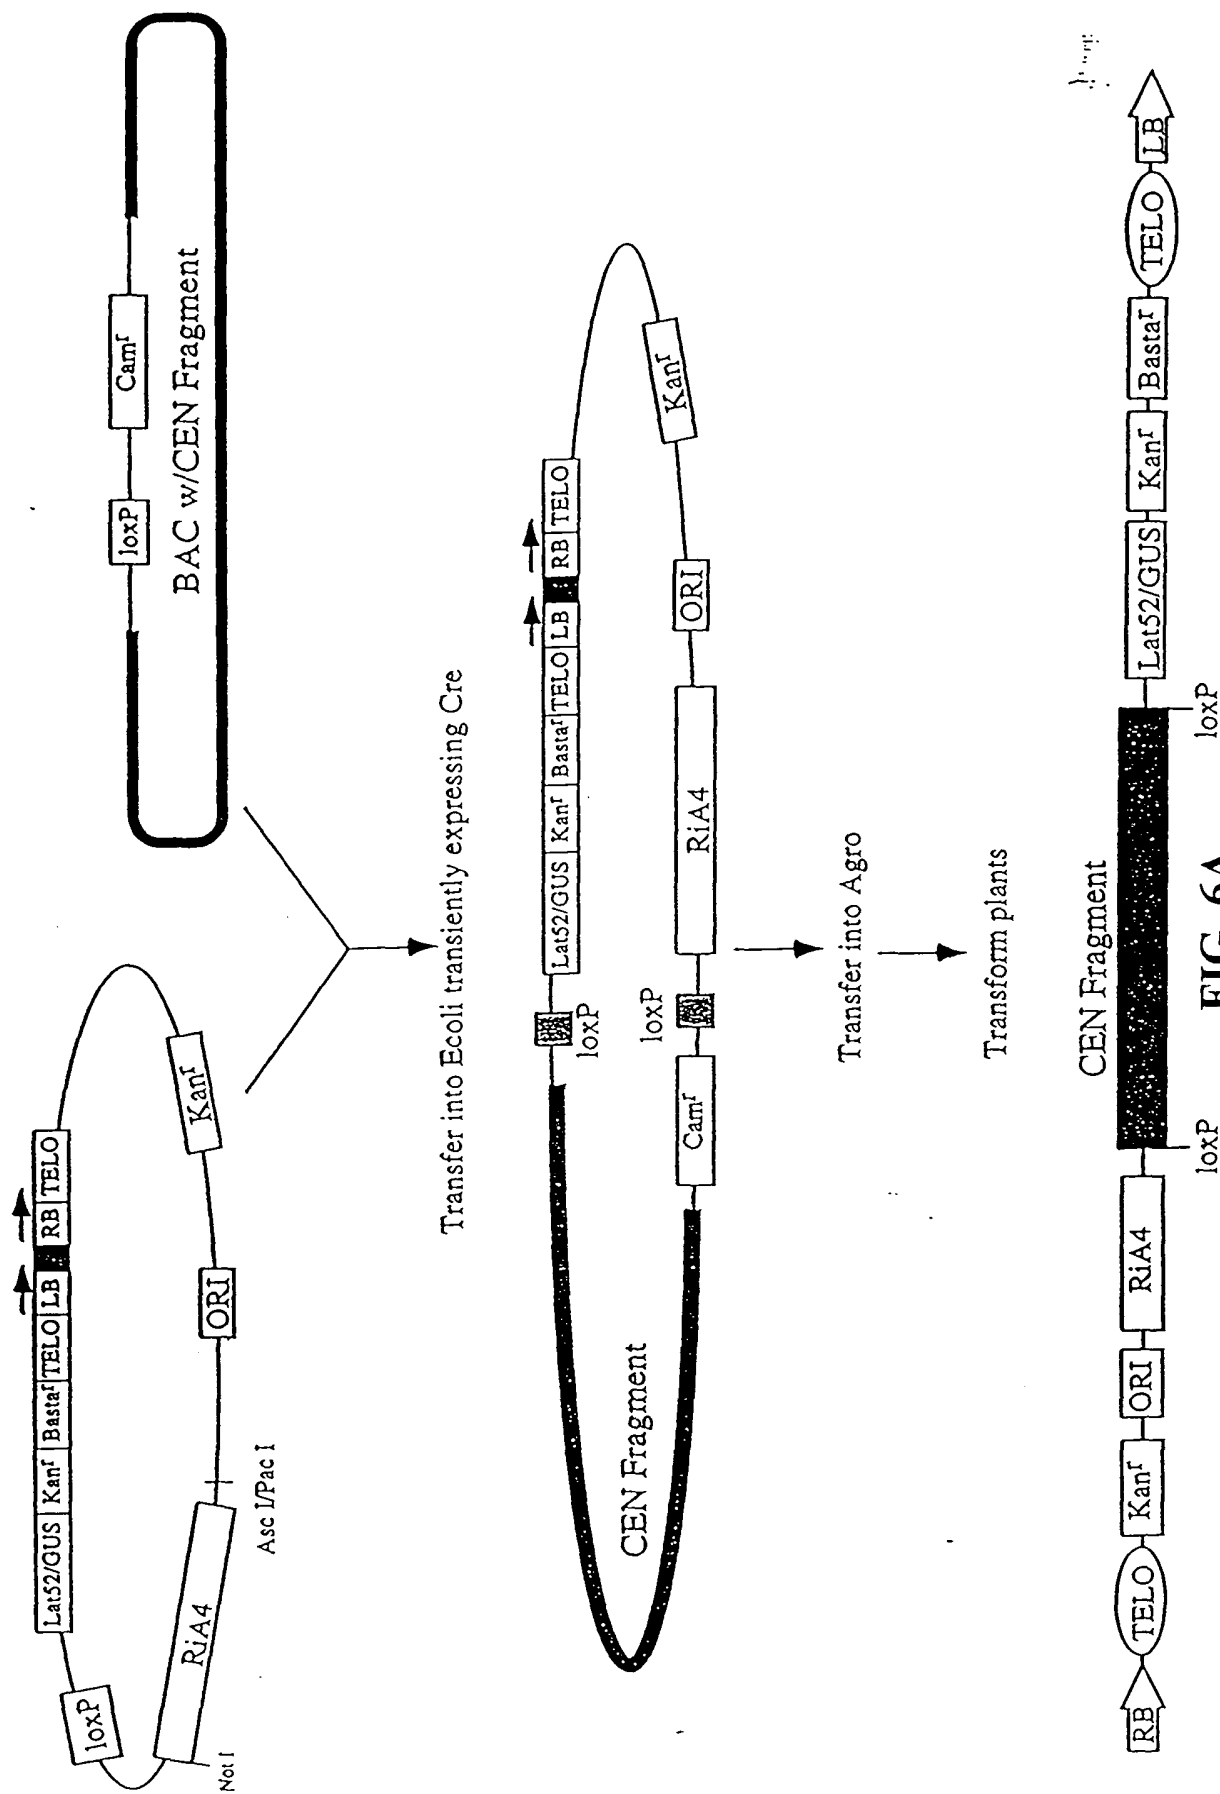 loxP
Lat52/GUS Kanʳ Bastaʳ TELO LB RB TELO
Kanʳ
ORI
RiA4
Not I
Asc I/Pac I
loxP
Camʳ
BAC w/CEN Fragment
Transfer into Ecoli transiently expressing Cre
loxP
Lat52/GUS Kanʳ Bastaʳ TELO LB RB TELO
Kanʳ
ORI
RiA4
loxP
Camʳ
CEN Fragment
Transfer into Agro
Transform plants
CEN Fragment
RB TELO Kanʳ ORI RiA4 Lat52/GUS Kanʳ Bastaʳ TELO LB
loxP loxP
FIG. 6A